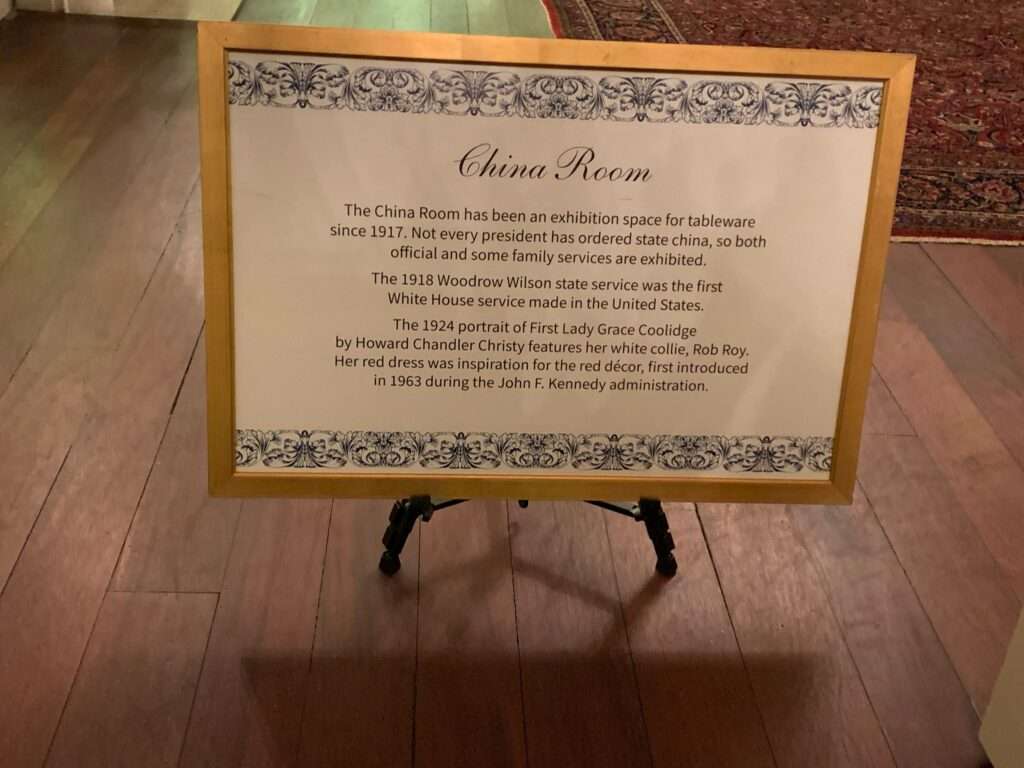 China Room
The China Room has been an exhibition space for tableware
since 1917. Not every president has ordered state china, so both
official and some family services are exhibited.
The 1918 Woodrow Wilson state service was the first
White House service made in the United States.
The 1924 portrait of First Lady Grace Coolidge
by Howard Chandler Christy features her white collie, Rob Roy.
Her red dress was inspiration for the red décor, first introduced
in 1963 during the John F. Kennedy administration.